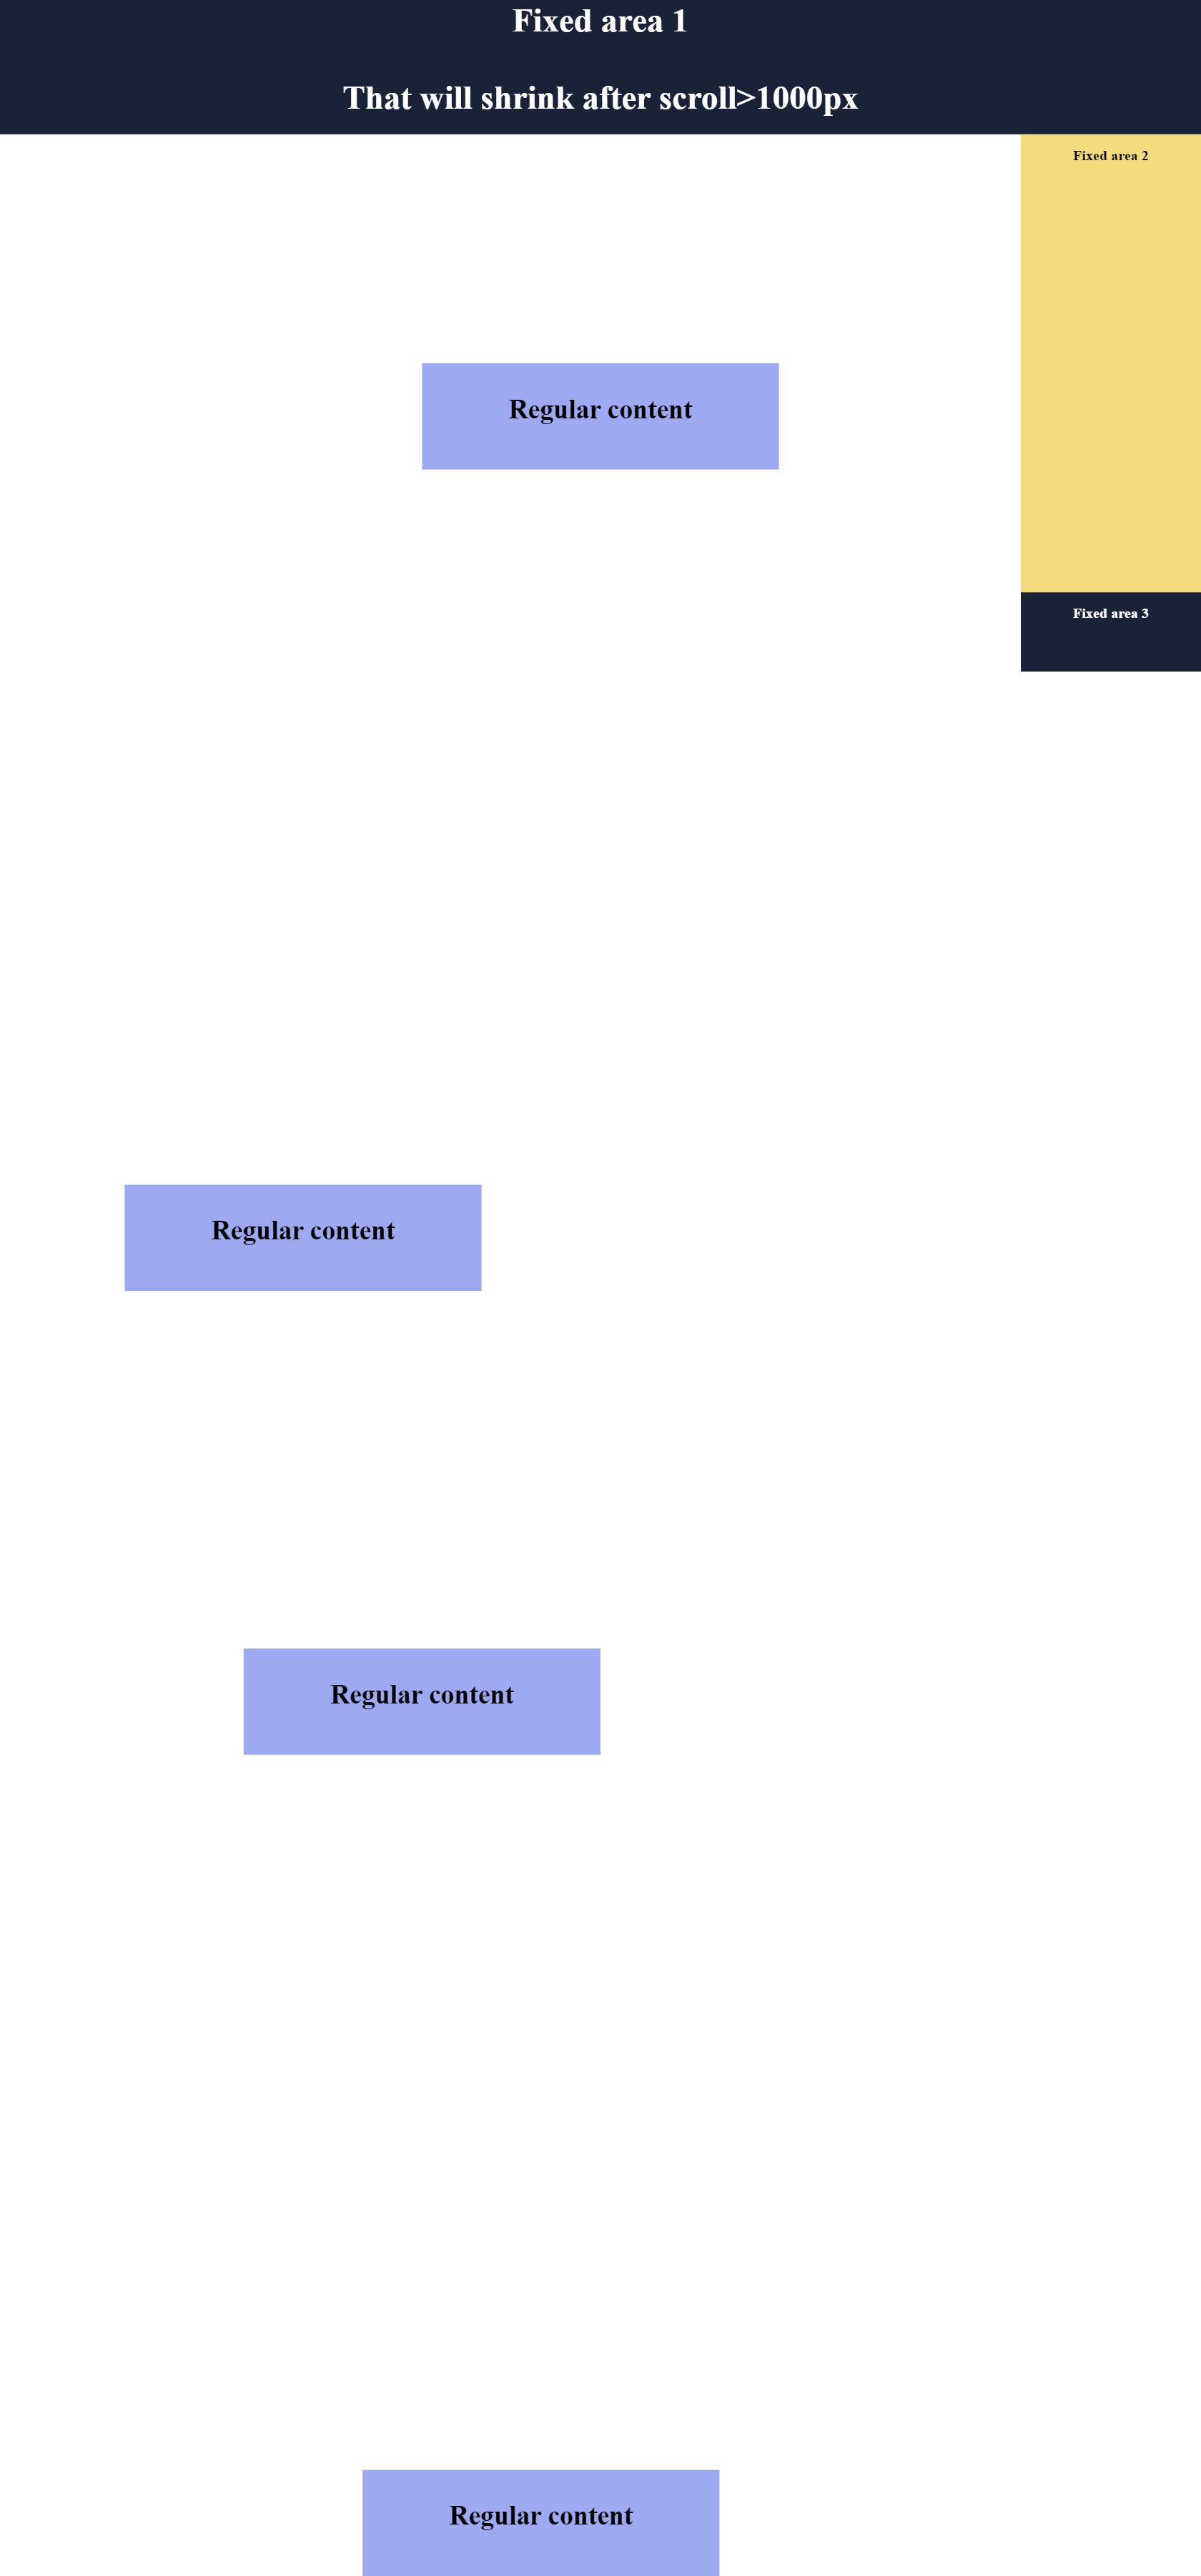 Fixed area 1
That will shrink after scroll>1000px
Fixed area 2
Regular content
Fixed area 3
Regular content
Regular content
Regular content